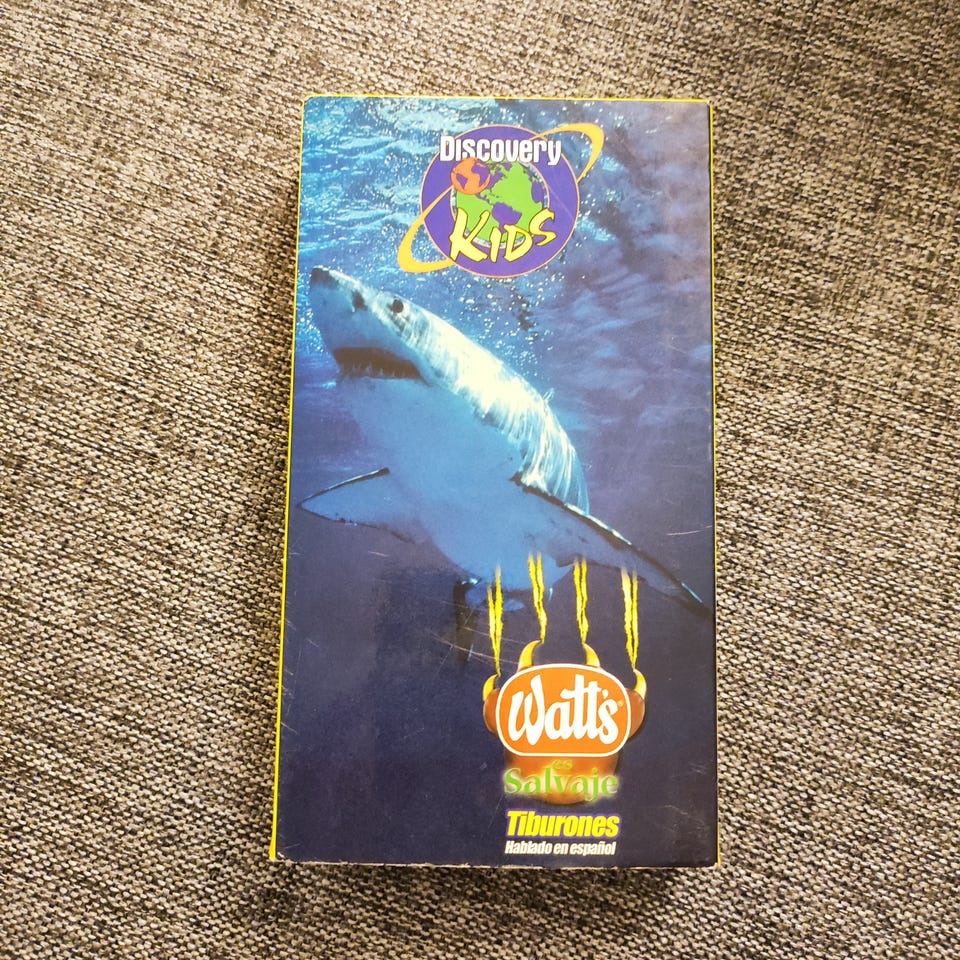 Discovery
Kids
Watt's
es
Salvaje
Tiburones
Hablado en español